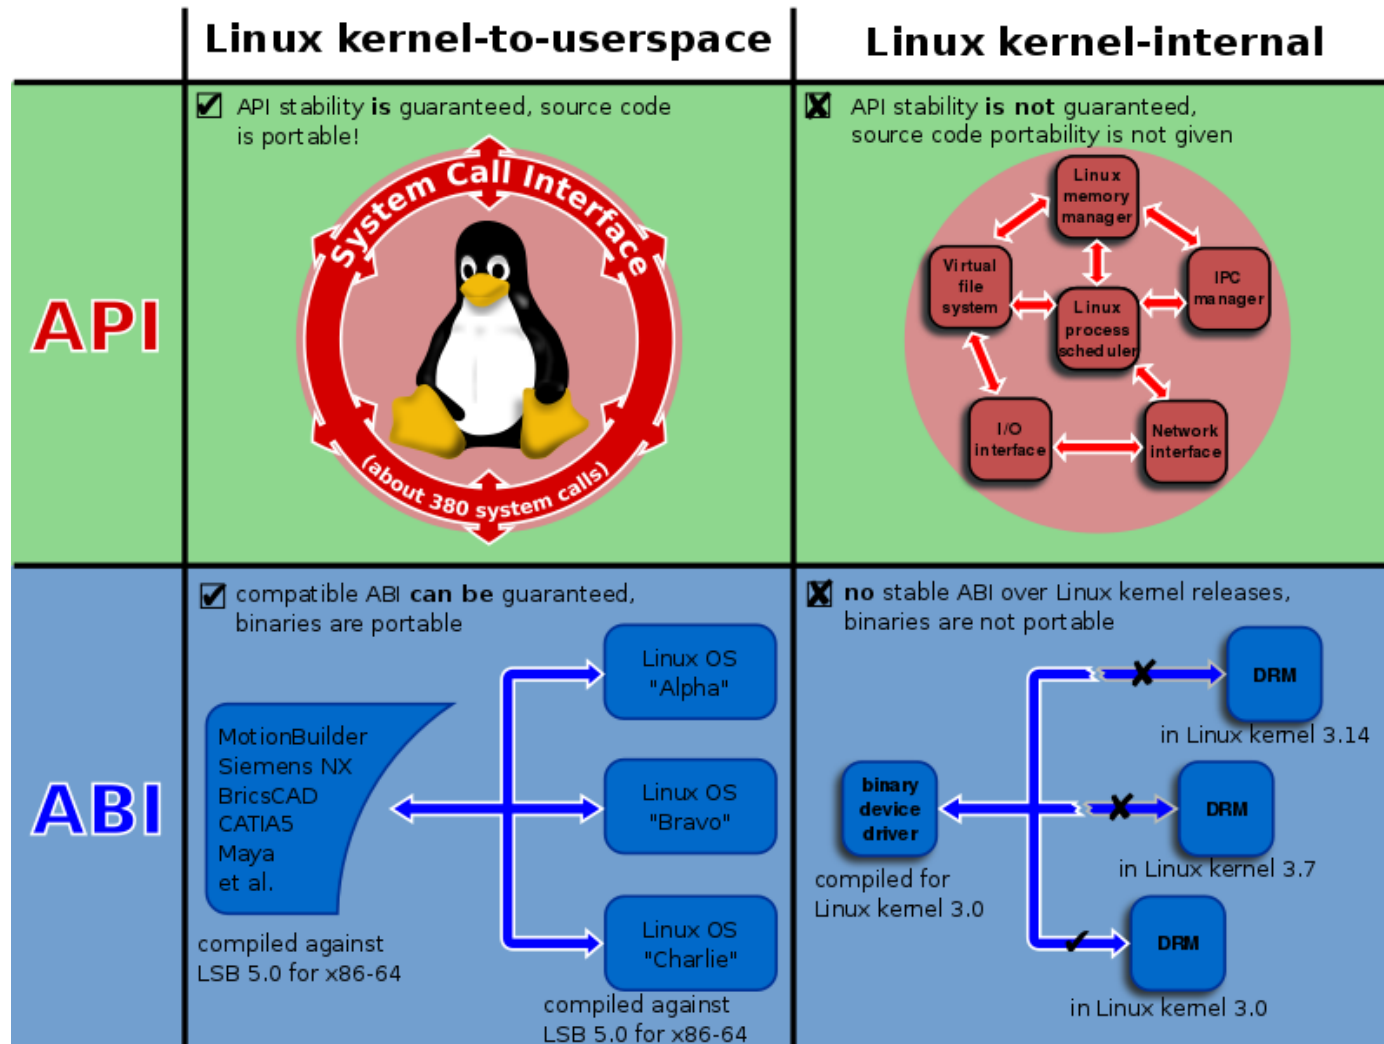 Linux kernel-to-userspace
Linux kernel-internal
API
API stability is guaranteed, source code
is portable!
System Call Interface
(about 380 system calls)
API stability is not guaranteed,
source code portability is not given
Linux
memory
manager
Virtual
file
system
IPC
manager
Linux
process
scheduler
I/O
interface
Network
interface
ABI
compatible ABI can be guaranteed,
binaries are portable
MotionBuilder
Siemens NX
BricsCAD
CATIA5
Maya
et al.
compiled against
LSB 5.0 for x86-64
Linux OS
"Alpha"
Linux OS
"Bravo"
Linux OS
"Charlie"
compiled against
LSB 5.0 for x86-64
no stable ABI over Linux kernel releases,
binaries are not portable
binary
device
driver
compiled for
Linux kernel 3.0
DRM
in Linux kernel 3.14
DRM
in Linux kernel 3.7
DRM
in Linux kernel 3.0